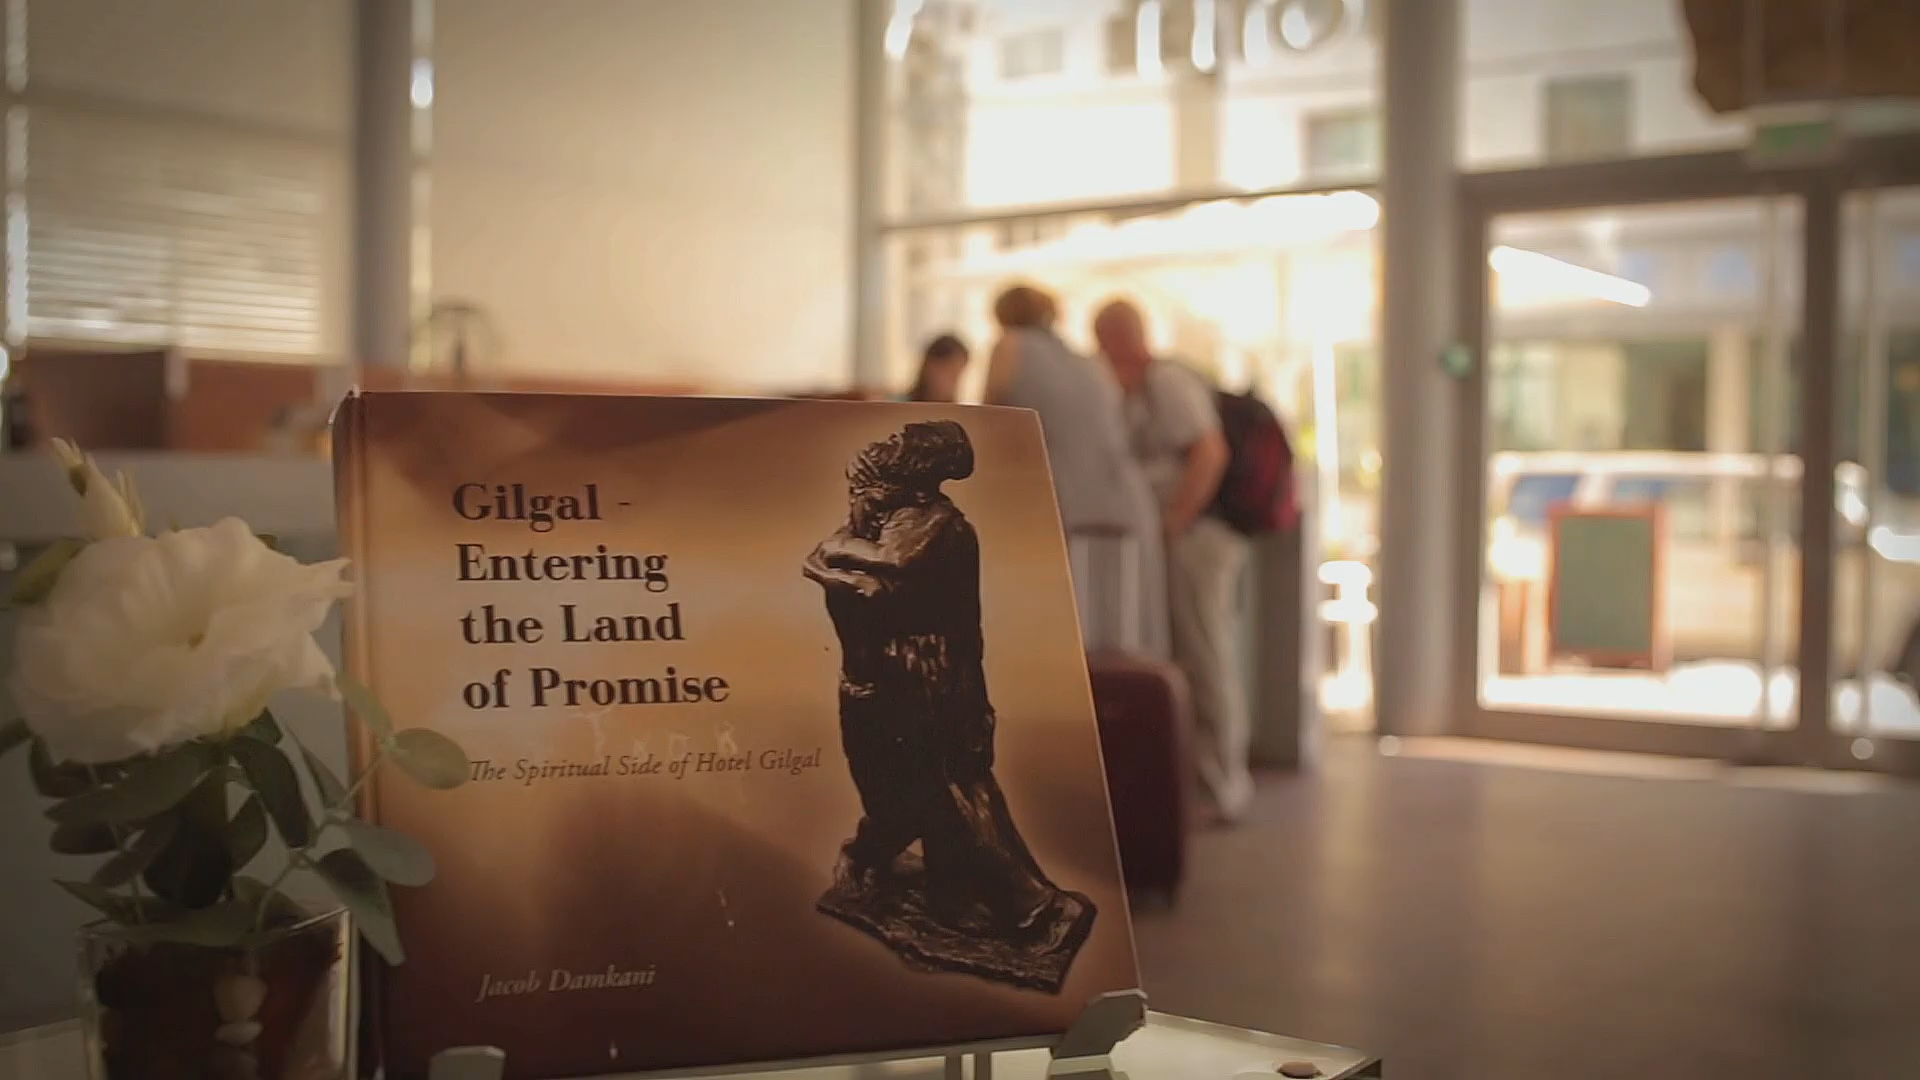 Gilgal -
Entering
the Land
of Promise
The Spiritual Side of Hotel Gilgal
Jacob Damkani